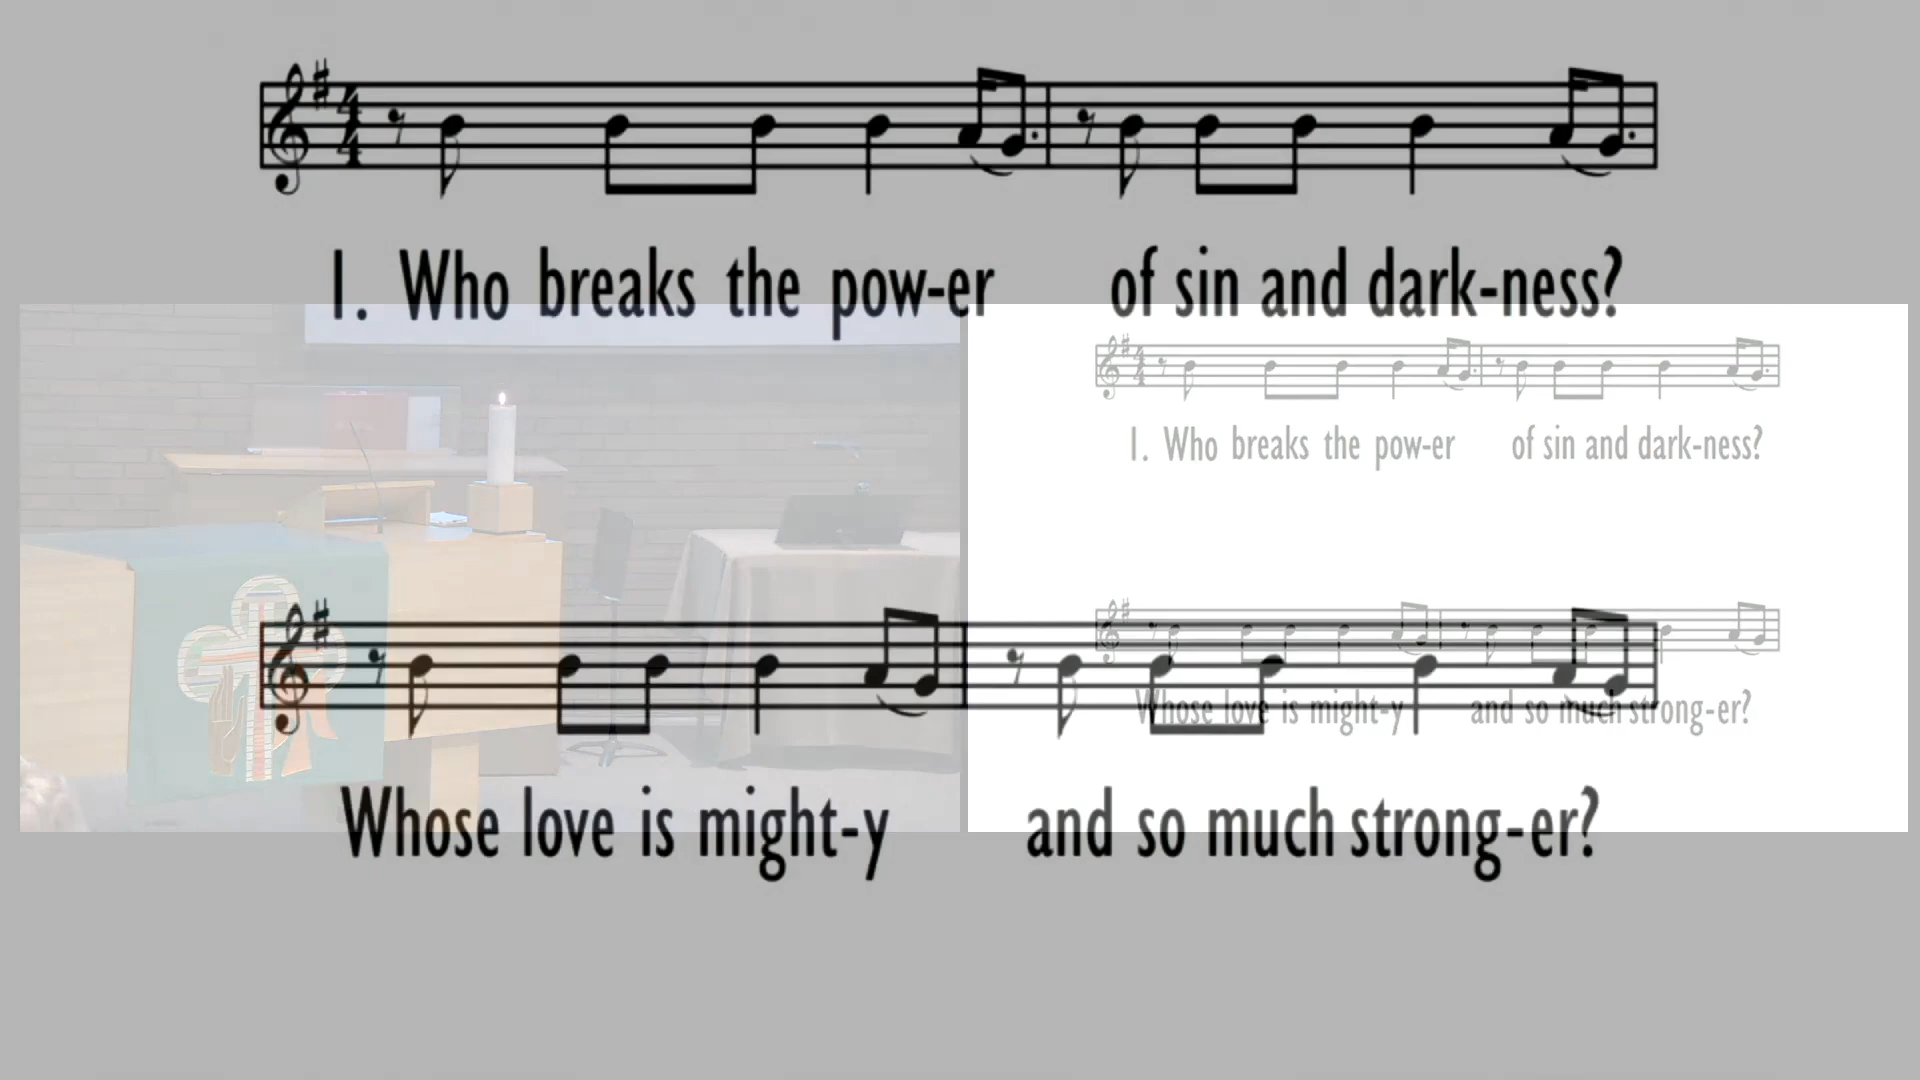 1. Who breaks the pow-er of sin and dark-ness?
1. Who breaks the pow-er of sin and dark-ness?
Whose love is might-y and so much strong-er?
Whose love is might-y and so much strong-er?